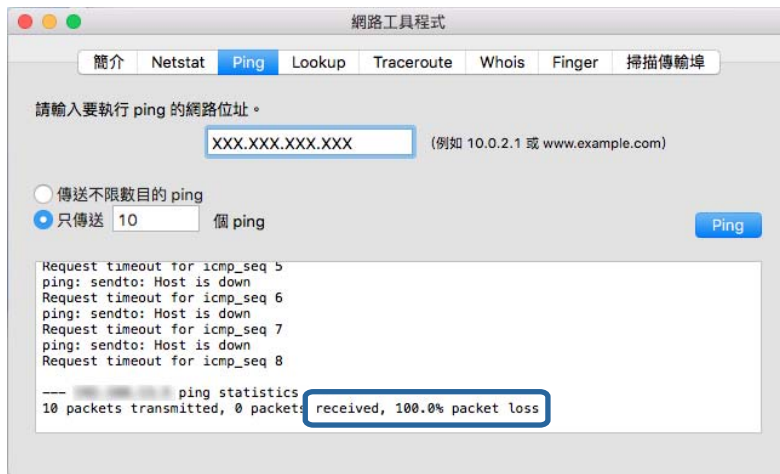 網路工具程式
簡介 Netstat Ping Lookup Traceroute Whois Finger 掃描傳輸埠
請輸入要執行 ping 的網路位址。
XXX.XXX.XXX.XXX (例如 10.0.2.1 或 www.example.com)
傳送不限數目的 ping
只傳送 10 個 ping
Ping
Request timeout for icmp_seq 5
ping: sendto: Host is down
Request timeout for icmp_seq 6
ping: sendto: Host is down
Request timeout for icmp_seq 7
ping: sendto: Host is down
Request timeout for icmp_seq 8
--- ping statistics
10 packets transmitted, 0 packets received, 100.0% packet loss